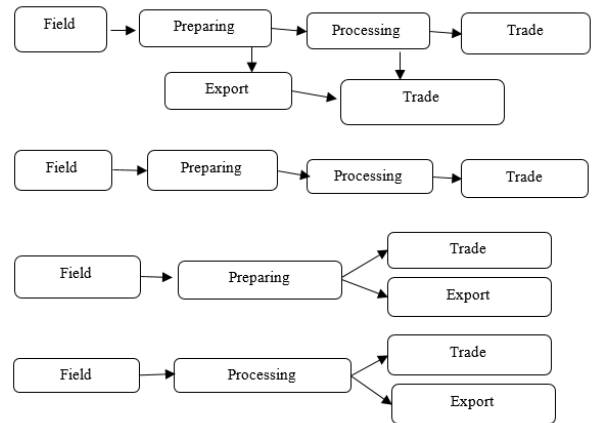 Field
Preparing
Processing
Trade
Export
Trade
Field
Preparing
Processing
Trade
Field
Preparing
Trade
Export
Field
Processing
Trade
Export